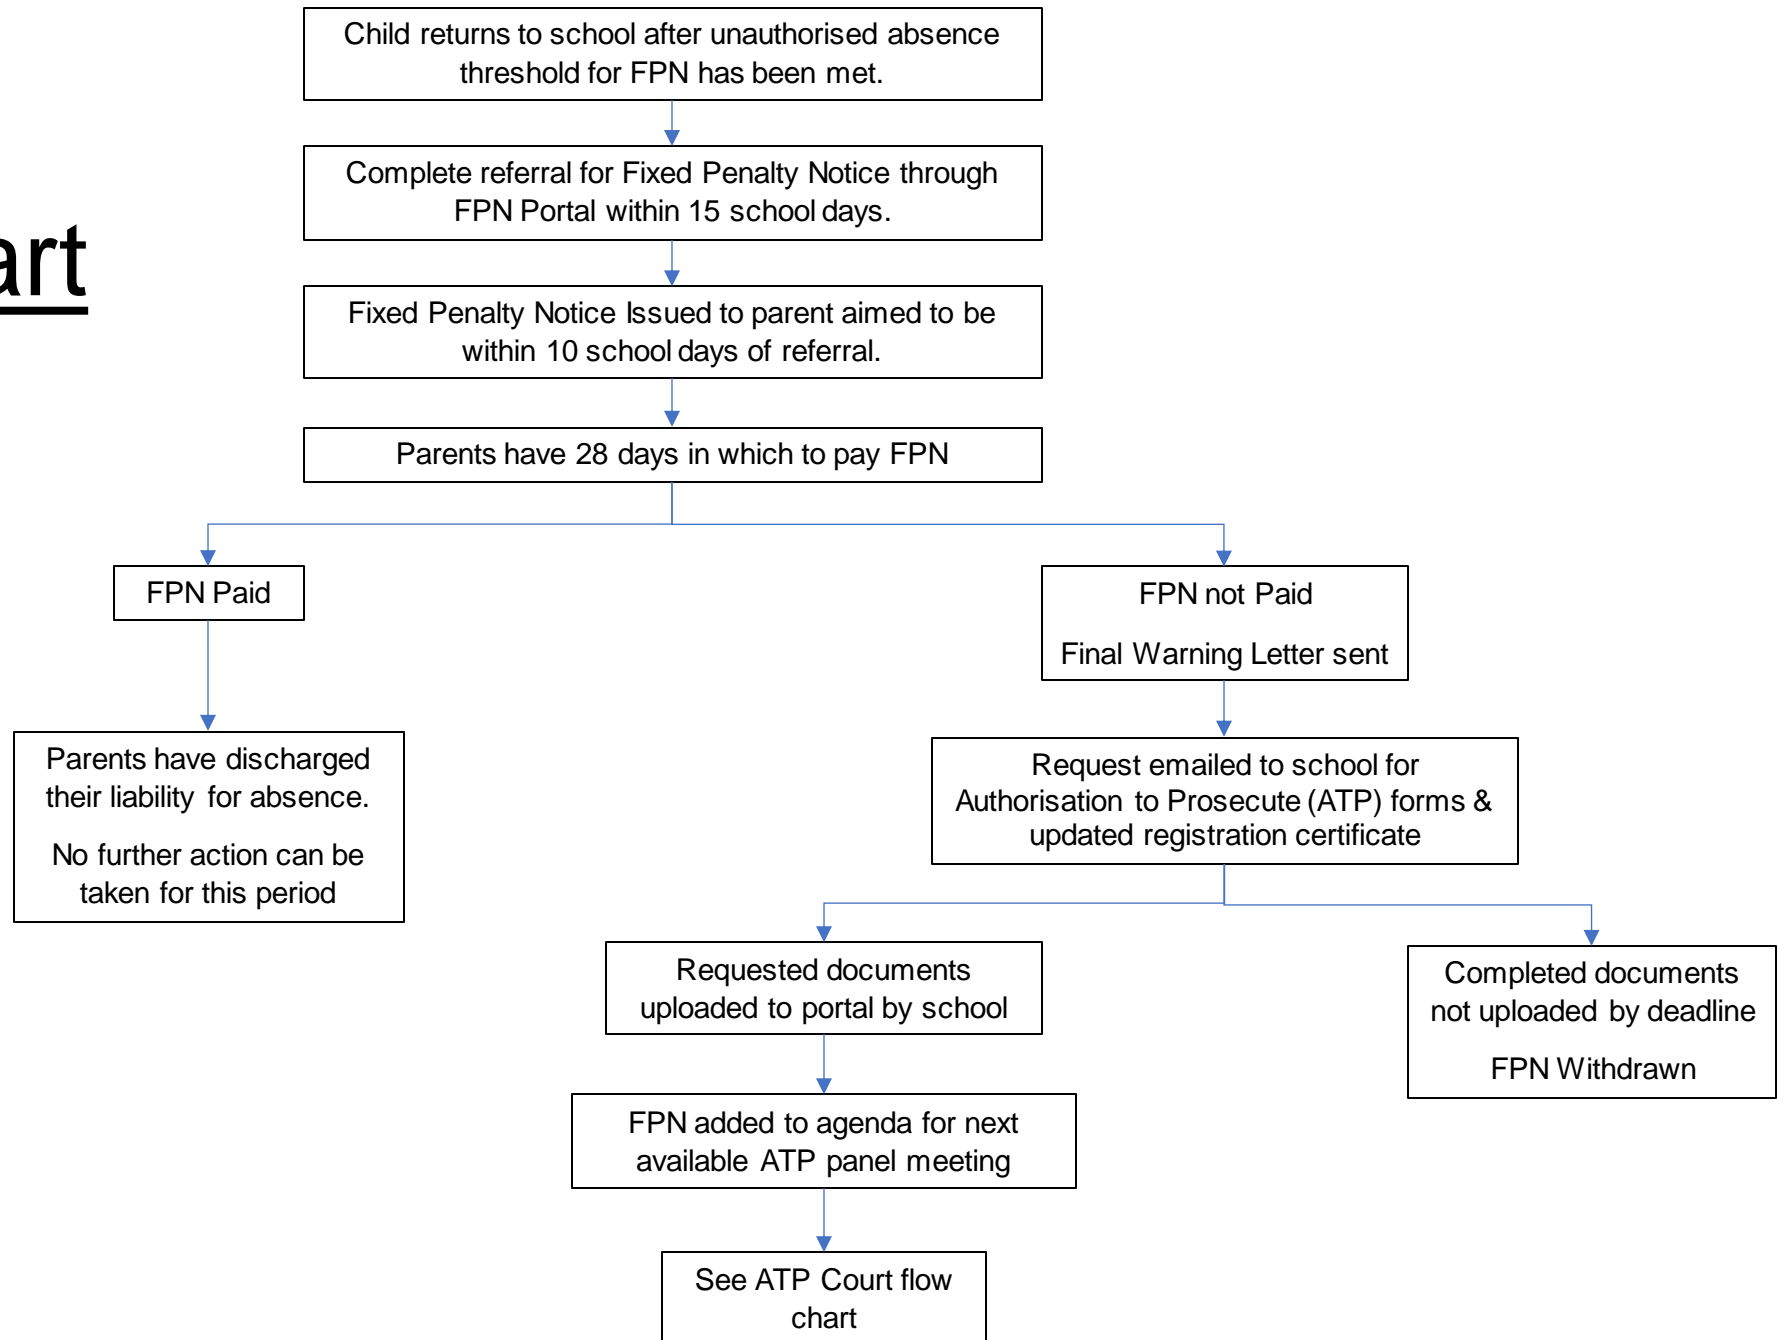 Child returns to school after unauthorised absence
threshold for FPN has been met.
Complete referral for Fixed Penalty Notice through
FPN Portal within 15 school days.
art
Fixed Penalty Notice Issued to parent aimed to be
within 10 school days of referral.
Parents have 28 days in which to pay FPN
FPN Paid
FPN not Paid
Final Warning Letter sent
Parents have discharged
their liability for absence.
No further action can be
taken for this period
Request emailed to school for
Authorisation to Prosecute (ATP) forms &
updated registration certificate
Requested documents
uploaded to portal by school
Completed documents
not uploaded by deadline
FPN Withdrawn
FPN added to agenda for next
available ATP panel meeting
See ATP Court flow
chart